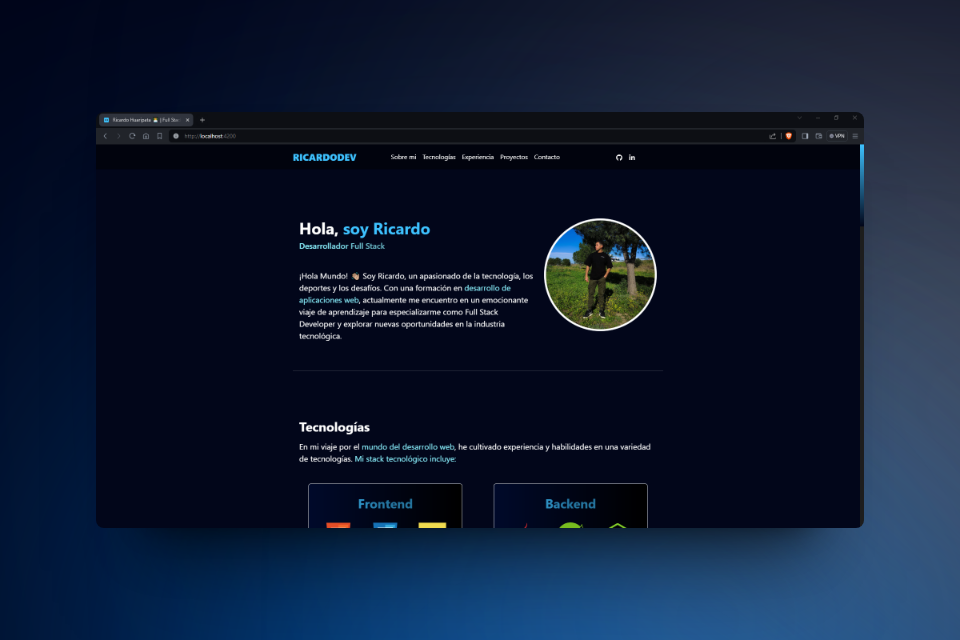 Ricardo Huaripata 🐣 | Full Sta
http://localhost:4200
VPN
RICARDODEV
Sobre mi Tecnologías Experiencia Proyectos Contacto
Hola, soy Ricardo
Desarrollador Full Stack
¡Hola Mundo! 👋🏽 Soy Ricardo, un apasionado de la tecnología, los
deportes y los desafíos. Con una formación en desarrollo de
aplicaciones web, actualmente me encuentro en un emocionante
viaje de aprendizaje para especializarme como Full Stack
Developer y explorar nuevas oportunidades en la industria
tecnológica.
Tecnologías
En mi viaje por el mundo del desarrollo web, he cultivado experiencia y habilidades en una variedad
de tecnologías. Mi stack tecnológico incluye:
Frontend
Backend